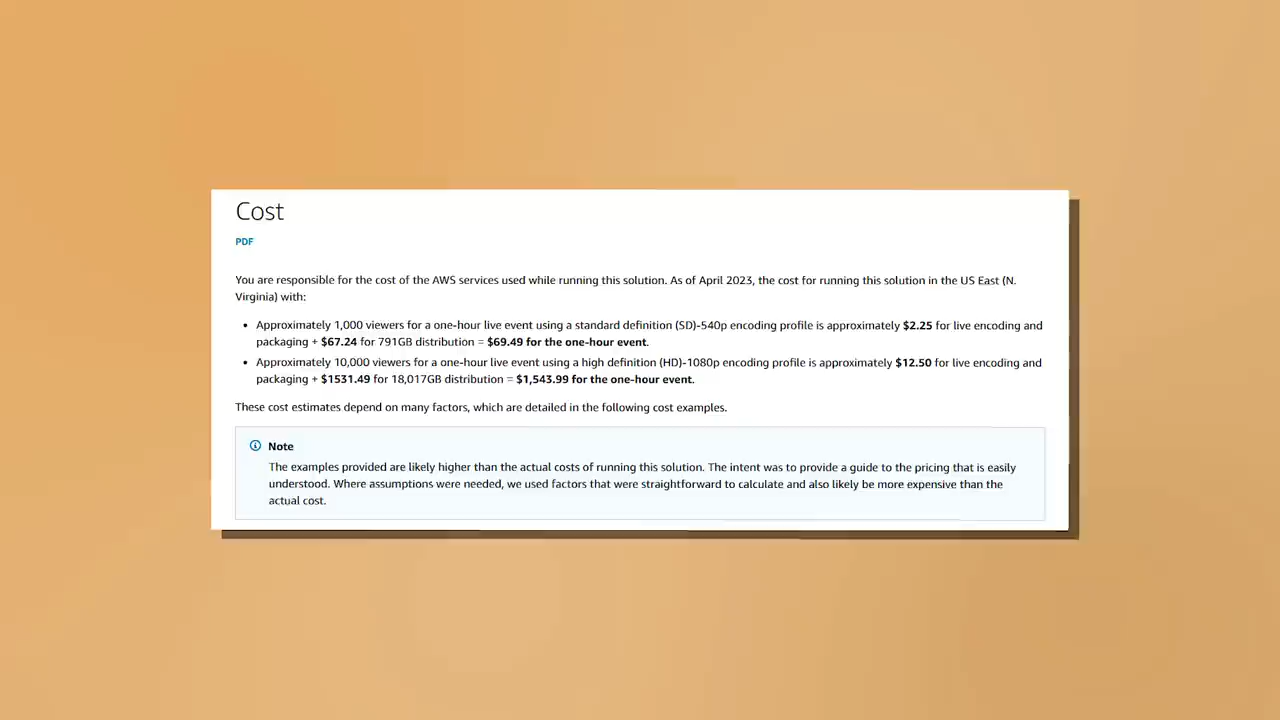 Cost
PDF
You are responsible for the cost of the AWS services used while running this solution. As of April 2023, the cost for running this solution in the US East (N.
Virginia) with:
• Approximately 1,000 viewers for a one-hour live event using a standard definition (SD)-540p encoding profile is approximately $2.25 for live encoding and
packaging + $67.24 for 791GB distribution = $69.49 for the one-hour event.
• Approximately 10,000 viewers for a one-hour live event using a high definition (HD)-1080p encoding profile is approximately $12.50 for live encoding and
packaging + $1531.49 for 18,017GB distribution = $1,543.99 for the one-hour event.
These cost estimates depend on many factors, which are detailed in the following cost examples.
Note
The examples provided are likely higher than the actual costs of running this solution. The intent was to provide a guide to the pricing that is easily
understood. Where assumptions were needed, we used factors that were straightforward to calculate and also likely be more expensive than the
actual cost.